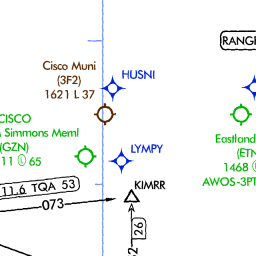 Cisco Muni
(3F2)
1621 L 37
HUSNI
RANGE
CISCO
Simmons Meml
(GZN)
11 Ⓛ 65
LYMPY
Eastland
(ETN
1468 Ⓛ
AWOS-3PT
KIMRR
11.6 TQA 53
073
26